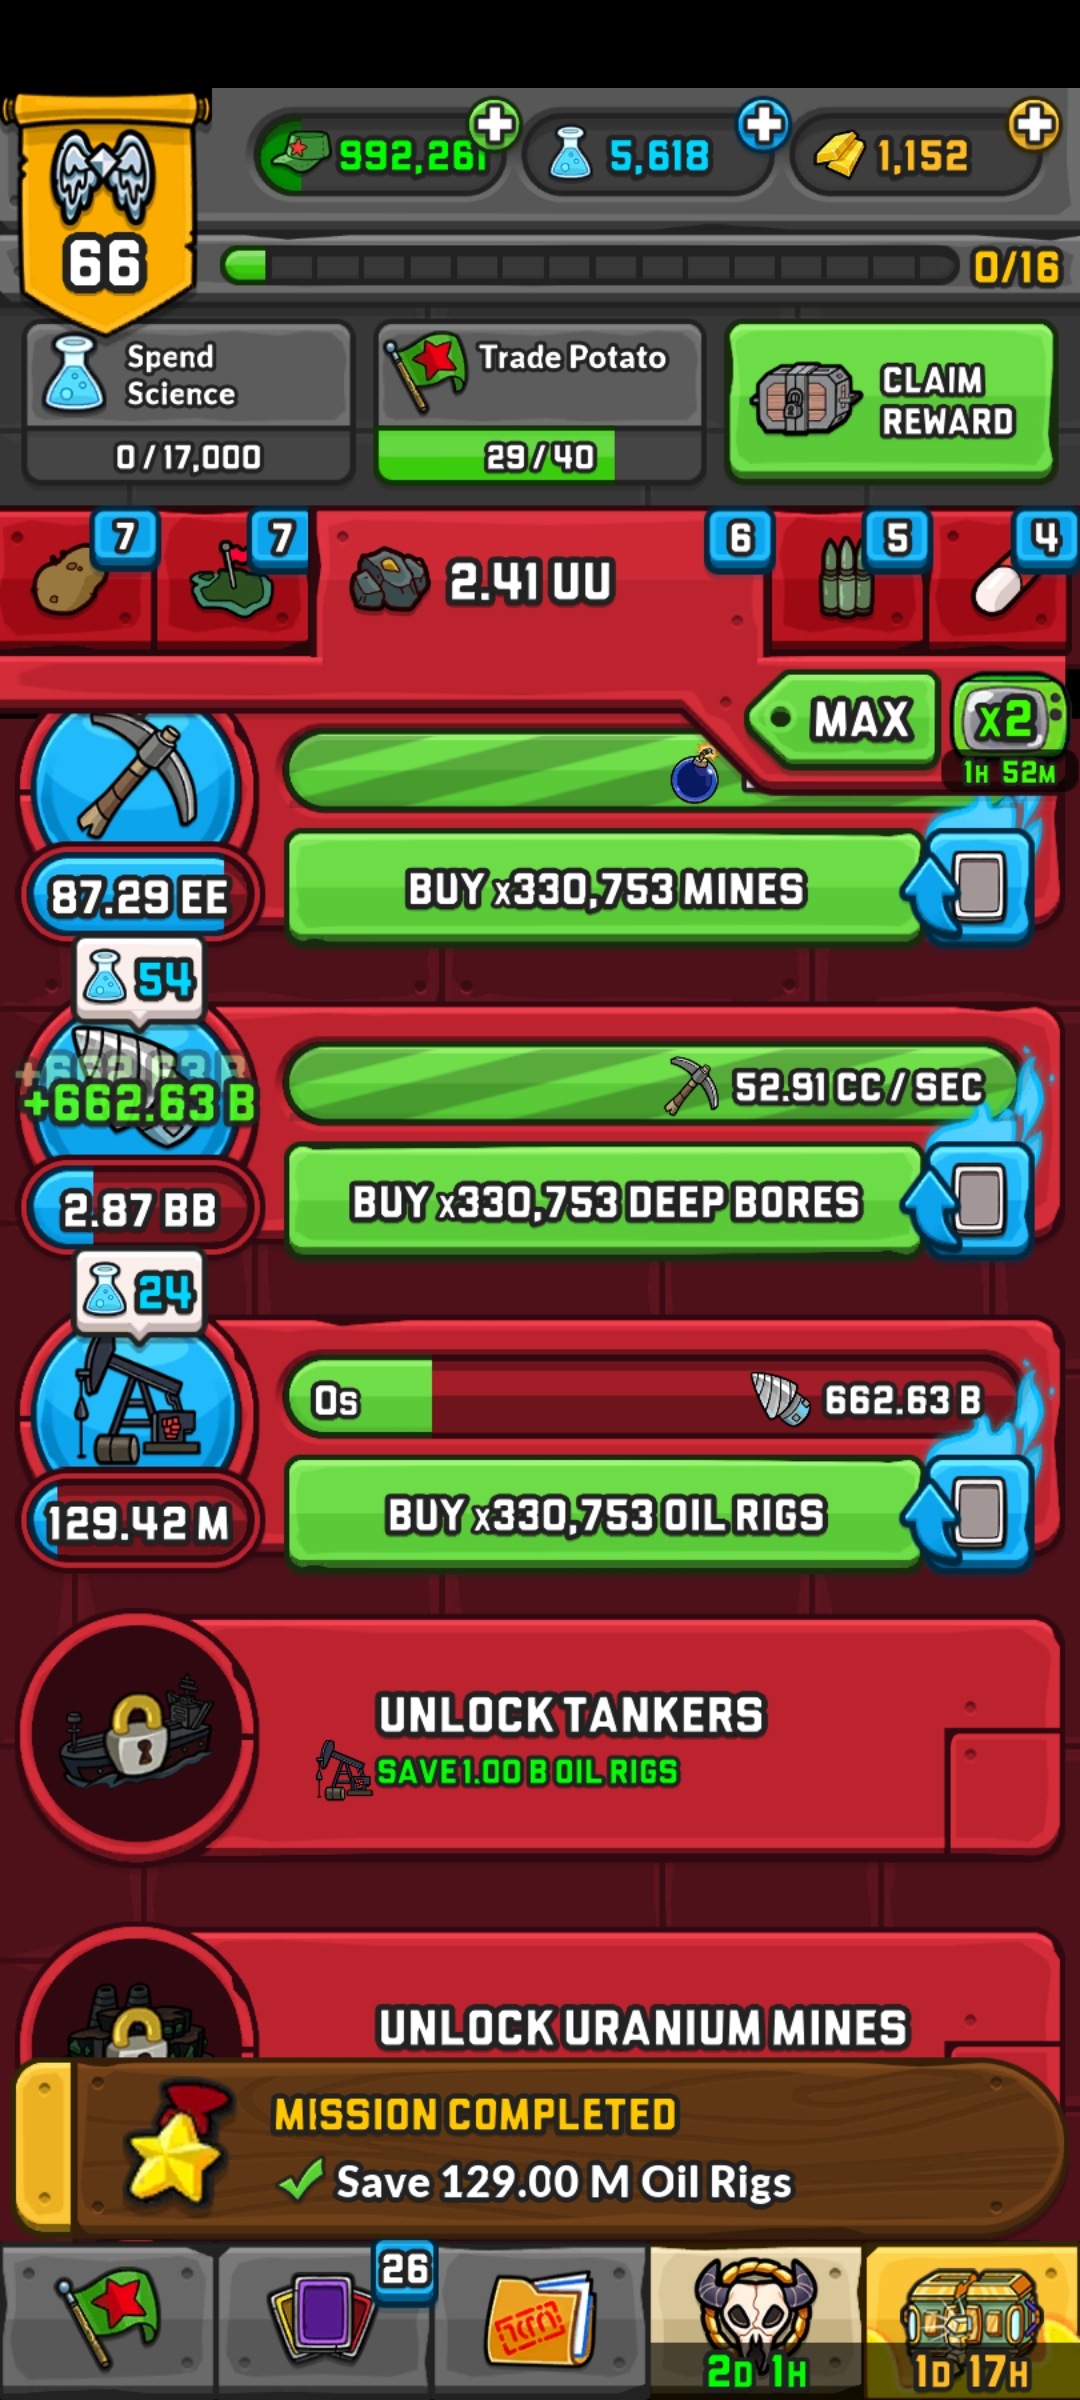 992,261
5,618
1,152
66
0/16
Spend
Science
0 / 17,000
Trade Potato
29 / 40
CLAIM
REWARD
7
7
2.41 UU
6
5
4
MAX
x2
1H 52M
87.29 EE
BUY x330,753 MINES
54
+662.63 B
+662.63 B
52.91 CC / SEC
2.87 BB
BUY x330,753 DEEP BORES
24
0s
662.63 B
129.42 M
BUY x330,753 OIL RIGS
UNLOCK TANKERS
SAVE 1.00 B OIL RIGS
UNLOCK URANIUM MINES
MISSION COMPLETED
Save 129.00 M Oil Rigs
26
2D 1H
1D 17H